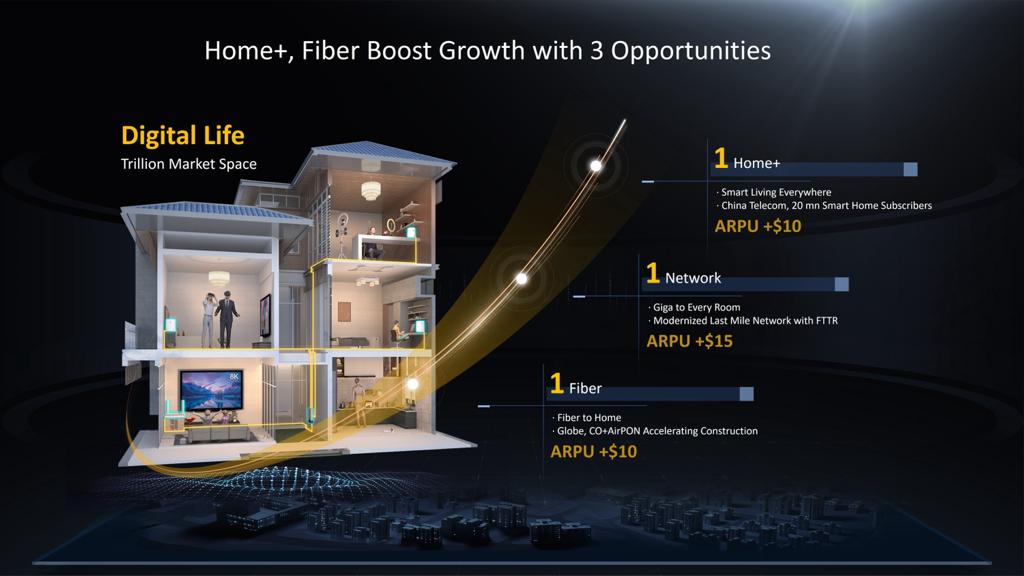 Home+, Fiber Boost Growth with 3 Opportunities
Digital Life
Trillion Market Space
1 Home+
· Smart Living Everywhere
· China Telecom, 20 mn Smart Home Subscribers
ARPU +$10
1 Network
· Giga to Every Room
· Modernized Last Mile Network with FTTR
ARPU +$15
1 Fiber
· Fiber to Home
· Globe, CO+AirPON Accelerating Construction
ARPU +$10
8K